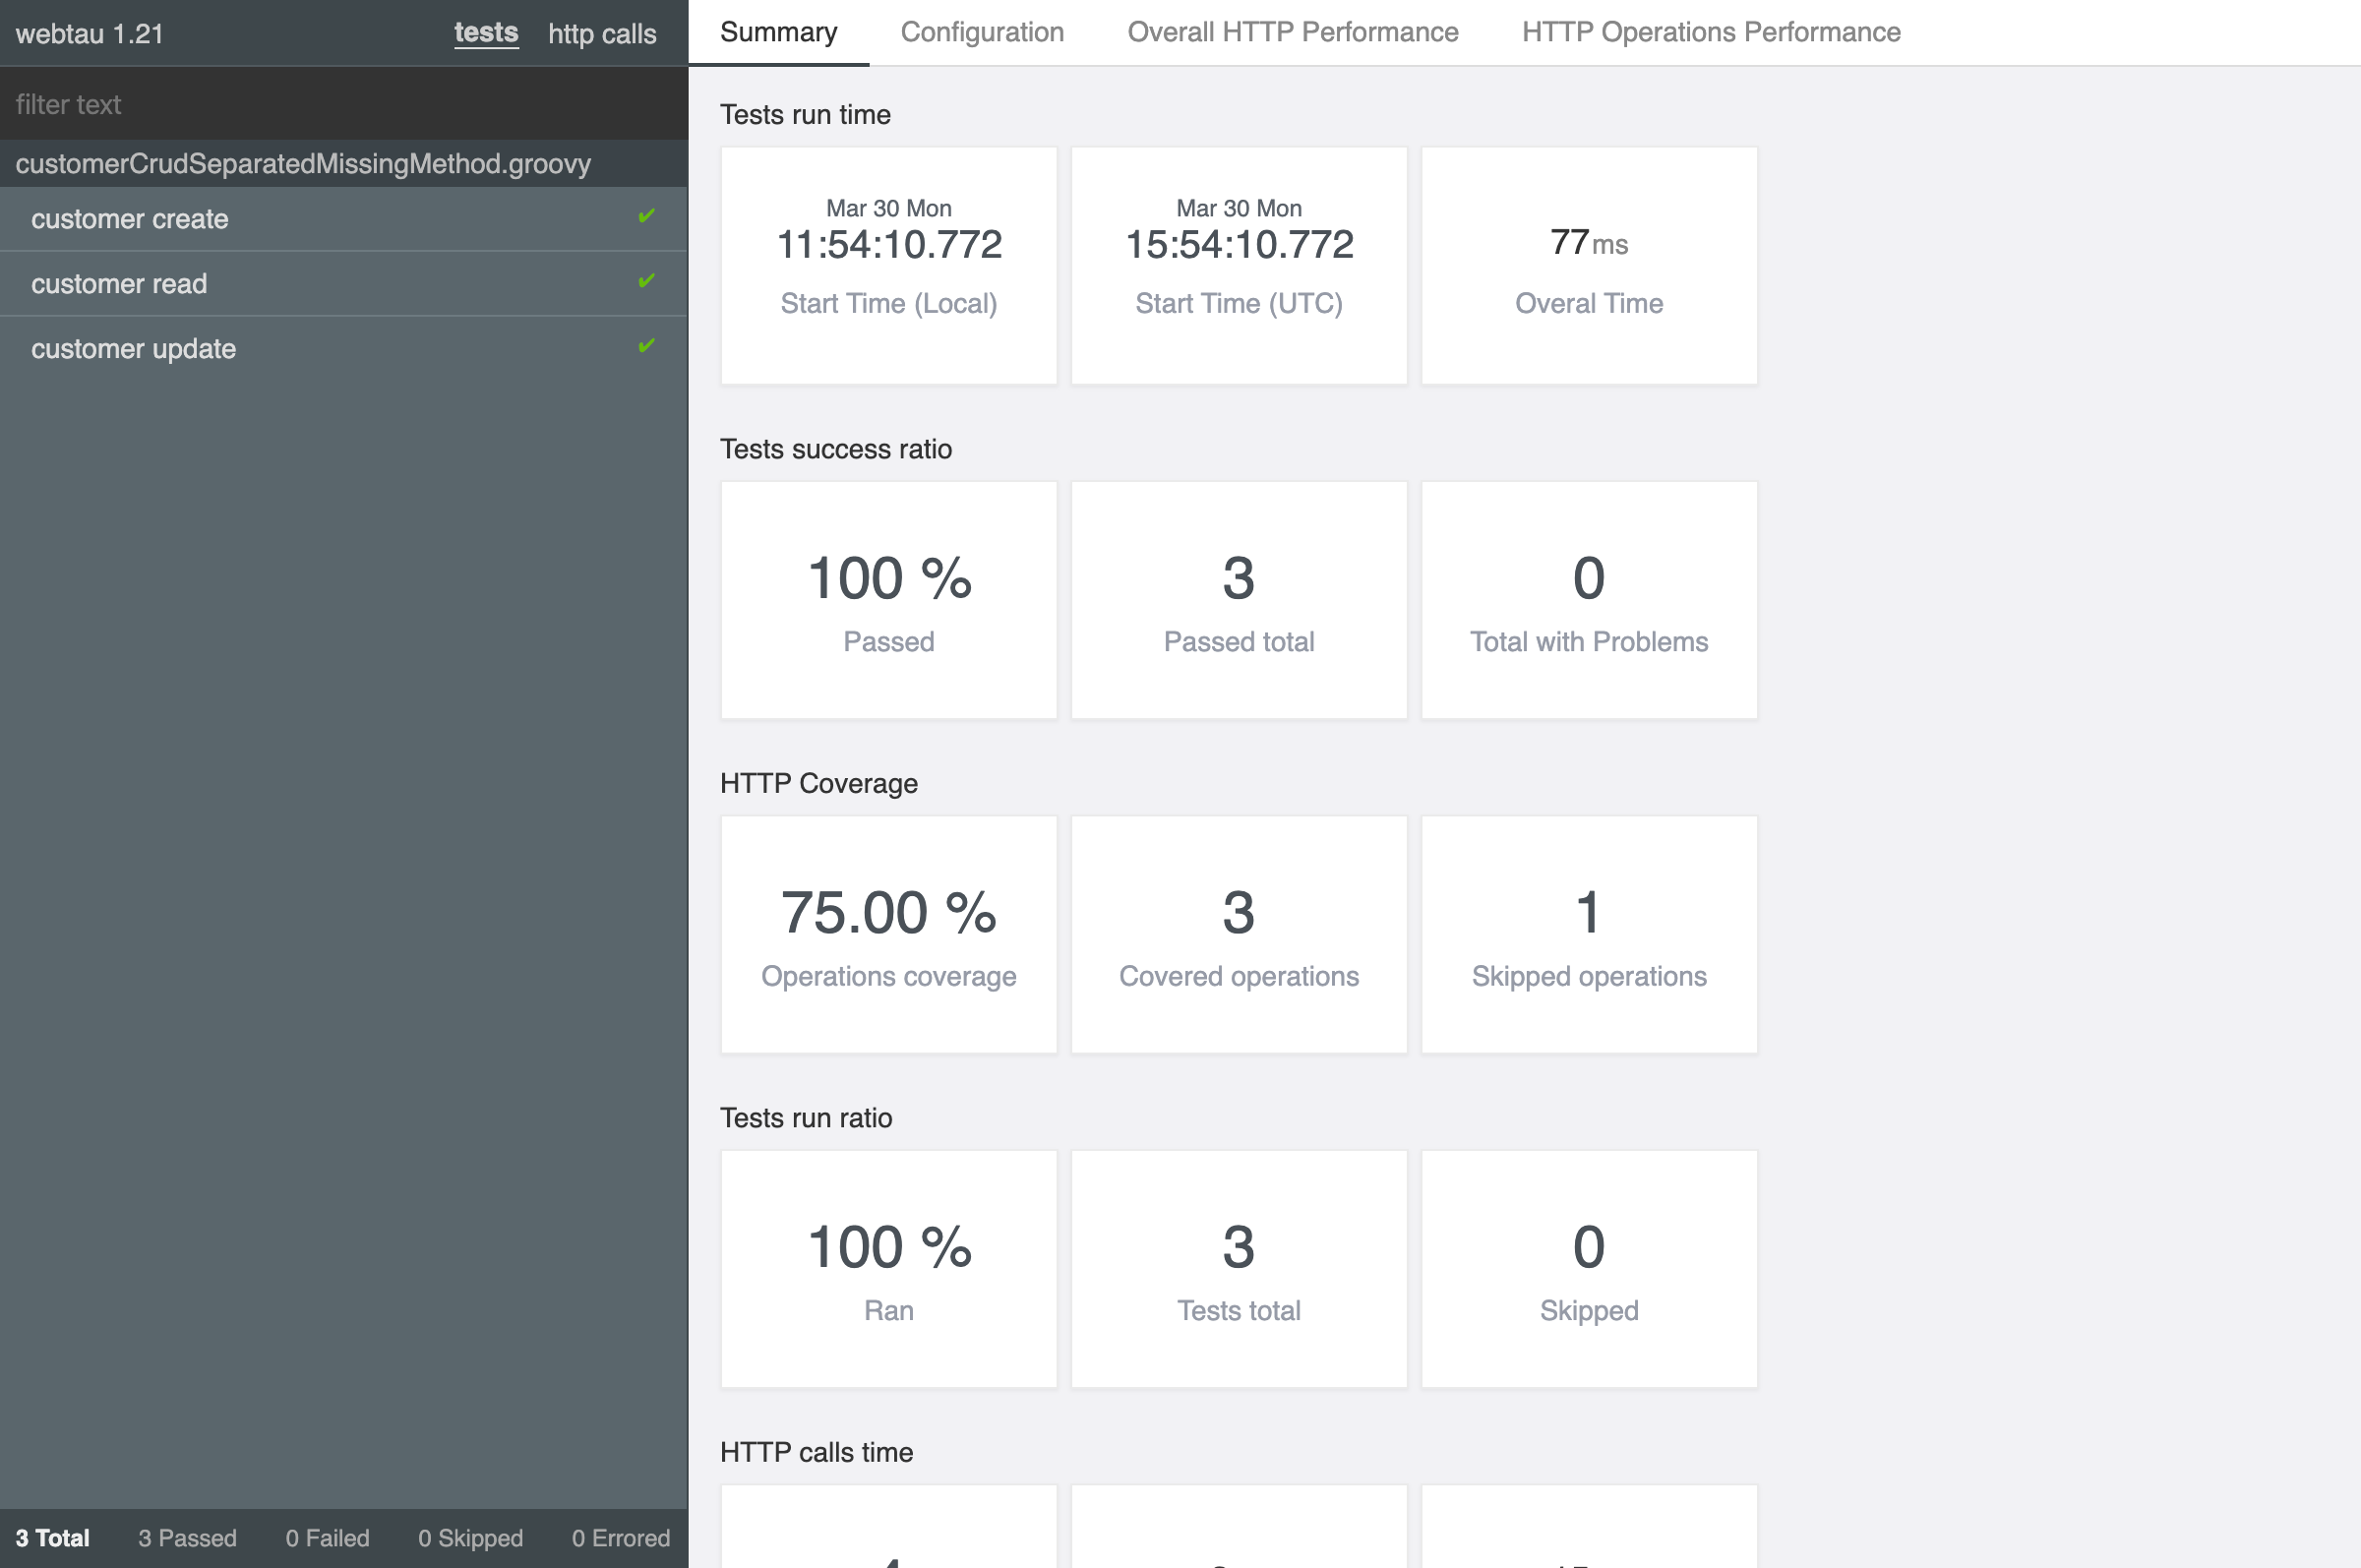 webtau 1.21 tests http calls
filter text
customerCrudSeparatedMissingMethod.groovy
customer create
customer read
customer update
3 Total 3 Passed 0 Failed 0 Skipped 0 Errored
Summary Configuration Overall HTTP Performance HTTP Operations Performance
Tests run time
Mar 30 Mon
11:54:10.772
Start Time (Local)
Mar 30 Mon
15:54:10.772
Start Time (UTC)
77ms
Overal Time
Tests success ratio
100 %
Passed
3
Passed total
0
Total with Problems
HTTP Coverage
75.00 %
Operations coverage
3
Covered operations
1
Skipped operations
Tests run ratio
100 %
Ran
3
Tests total
0
Skipped
HTTP calls time